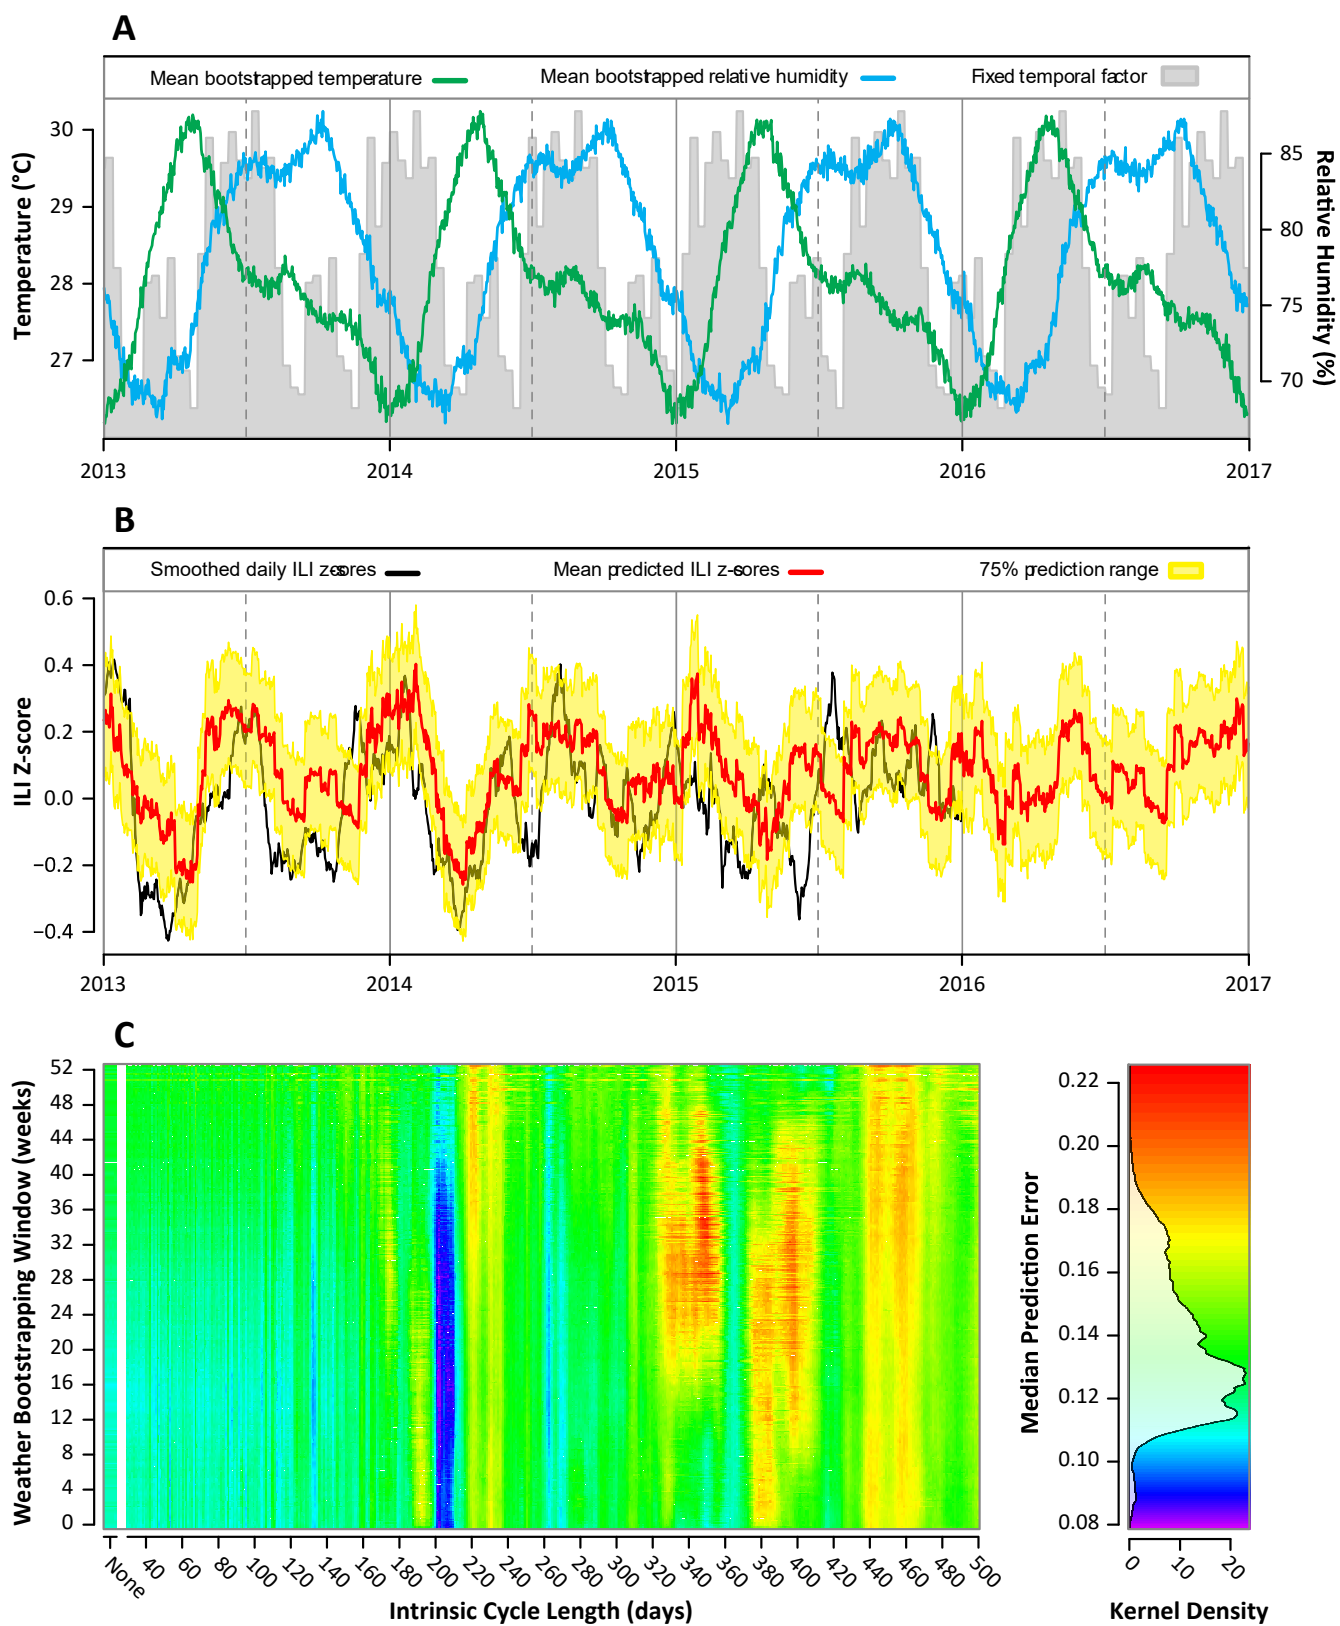 A
Mean bootstrapped temperature
Mean bootstrapped relative humidity
Fixed temporal factor
Temperature (°C)
30
29
28
27
85
80
75
70
Relative Humidity (%)
2013 2014 2015 2016 2017
B
Smoothed daily ILI z-scores
Mean predicted ILI z-scores
75% prediction range
ILI Z-score
0.6
0.4
0.2
0.0
−0.2
−0.4
2013 2014 2015 2016 2017
C
Weather Bootstrapping Window (weeks)
52
48
44
40
36
32
28
24
20
16
12
8
4
0
None 40 60 80 100 120 140 160 180 200 220 240 260 280 300 320 340 360 380 400 420 440 460 480 500
Intrinsic Cycle Length (days)
Median Prediction Error
0.22
0.20
0.18
0.16
0.14
0.12
0.10
0.08
0 10 20
Kernel Density